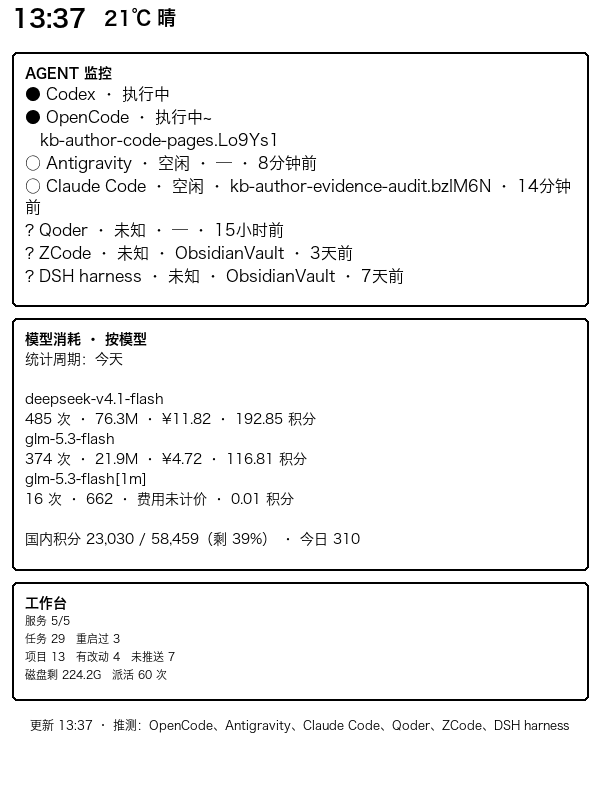 13:37 21℃ 晴
AGENT 监控
● Codex · 执行中
● OpenCode · 执行中~
kb-author-code-pages.Lo9Ys1
○ Antigravity · 空闲 · — · 8分钟前
○ Claude Code · 空闲 · kb-author-evidence-audit.bzlM6N · 14分钟
前
? Qoder · 未知 · — · 15小时前
? ZCode · 未知 · ObsidianVault · 3天前
? DSH harness · 未知 · ObsidianVault · 7天前
模型消耗 · 按模型
统计周期：今天
deepseek-v4.1-flash
485 次 · 76.3M · ¥11.82 · 192.85 积分
glm-5.3-flash
374 次 · 21.9M · ¥4.72 · 116.81 积分
glm-5.3-flash[1m]
16 次 · 662 · 费用未计价 · 0.01 积分
国内积分 23,030 / 58,459（剩 39%） · 今日 310
工作台
服务 5/5
任务 29 重启过 3
项目 13 有改动 4 未推送 7
磁盘剩 224.2G 派活 60 次
更新 13:37 · 推测：OpenCode、Antigravity、Claude Code、Qoder、ZCode、DSH harness